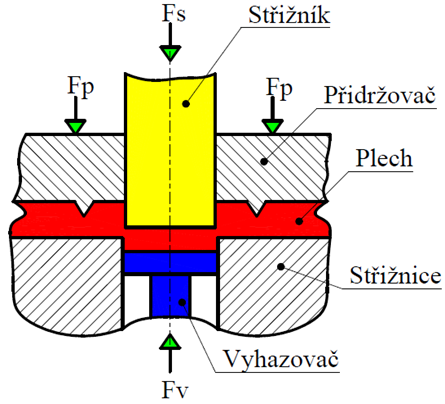 Fs
Střižník
Fp
Fp
Přidržovač
Plech
Střižnice
Vyhazovač
Fv